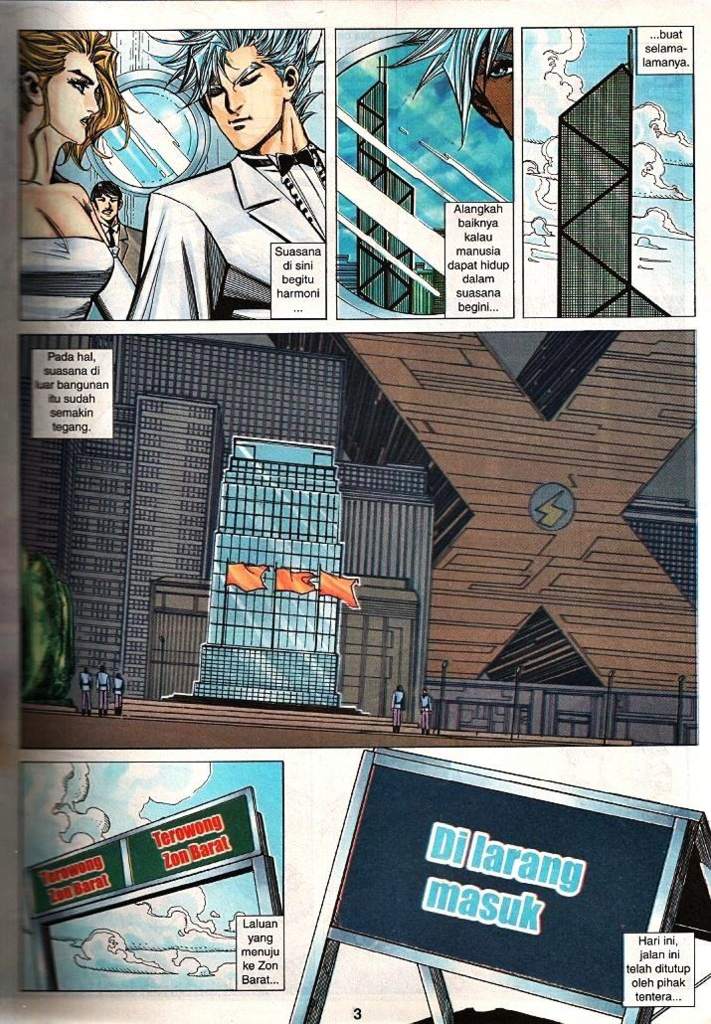 Suasana
di sini
begitu
harmoni
...
Alangkah
baiknya
kalau
manusia
dapat hidup
dalam
suasana
begini...
...buat
selama-
lamanya.
Pada hal,
suasana di
luar bangunan
itu sudah
semakin
tegang.
Terowong
Zon Barat
Terowong
Zon Barat
Laluan
yang
menuju
ke Zon
Barat...
Di larang
masuk
Hari ini,
jalan ini
telah ditutup
oleh pihak
tentera...
3